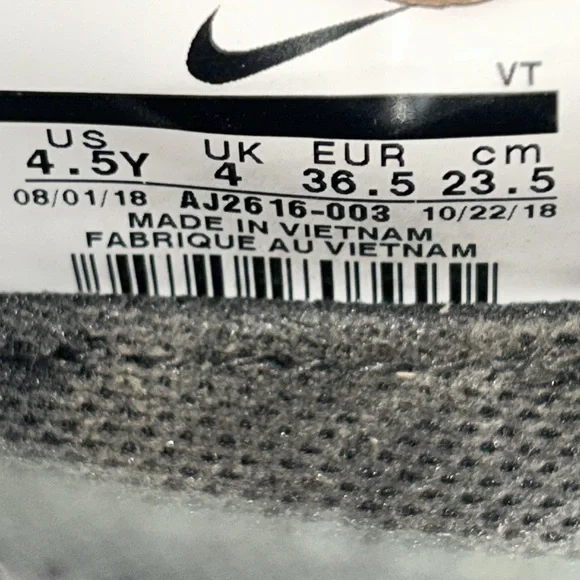 VT
US UK EUR cm
4.5Y 4 36.5 23.5
08/01/18 AJ2616-003 10/22/18
MADE IN VIETNAM
FABRIQUE AU VIETNAM